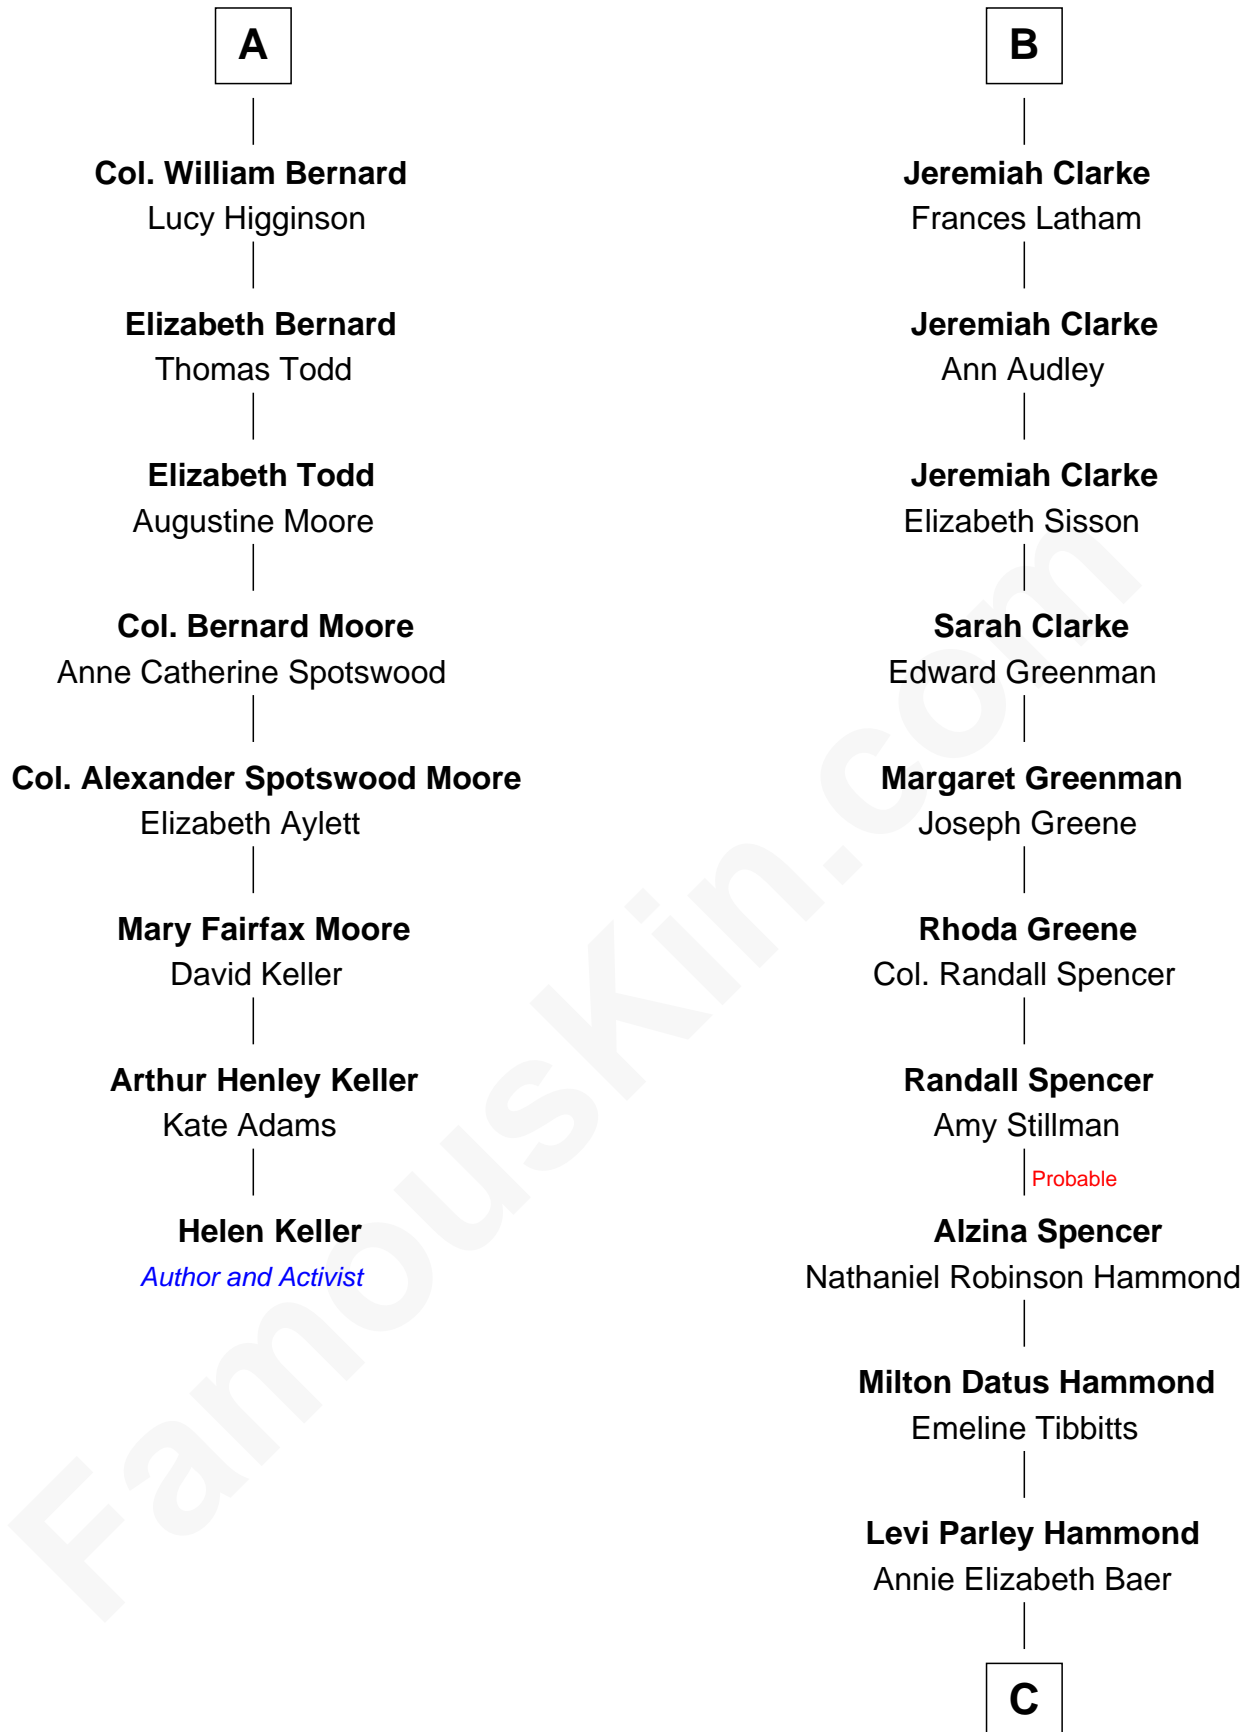 A
Col. William Bernard
Lucy Higginson
Elizabeth Bernard
Thomas Todd
Elizabeth Todd
Augustine Moore
Col. Bernard Moore
Anne Catherine Spotswood
Col. Alexander Spotswood Moore
Elizabeth Aylett
Mary Fairfax Moore
David Keller
Arthur Henley Keller
Kate Adams
Helen Keller
Author and Activist
B
Jeremiah Clarke
Frances Latham
Jeremiah Clarke
Ann Audley
Jeremiah Clarke
Elizabeth Sisson
Sarah Clarke
Edward Greenman
Margaret Greenman
Joseph Greene
Rhoda Greene
Col. Randall Spencer
Randall Spencer
Amy Stillman
Probable
Alzina Spencer
Nathaniel Robinson Hammond
Milton Datus Hammond
Emeline Tibbitts
Levi Parley Hammond
Annie Elizabeth Baer
C
FamousKin.com